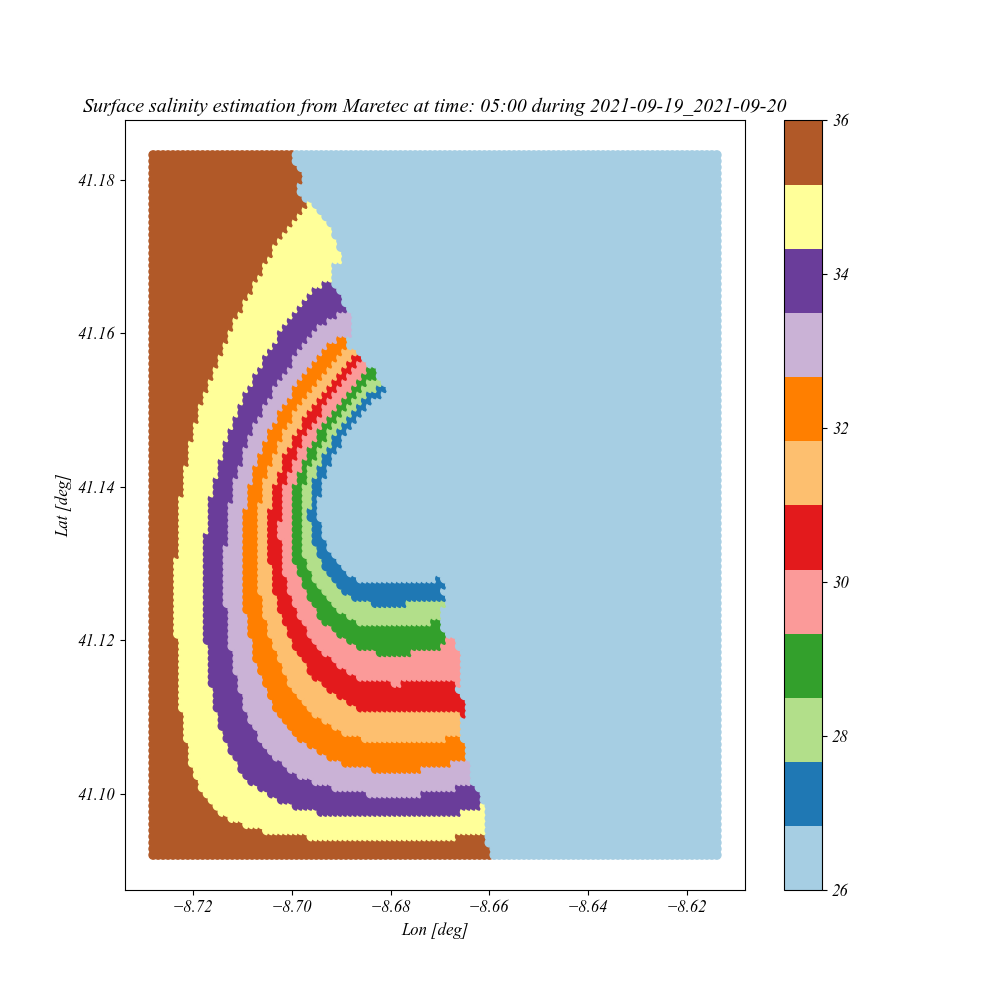 Surface salinity estimation from Maretec at time: 05:00 during 2021-09-19_2021-09-20
36
41.18
34
41.16
32
41.14
Lat [deg]
30
41.12
28
41.10
26
−8.72 −8.70 −8.68 −8.66 −8.64 −8.62
Lon [deg]